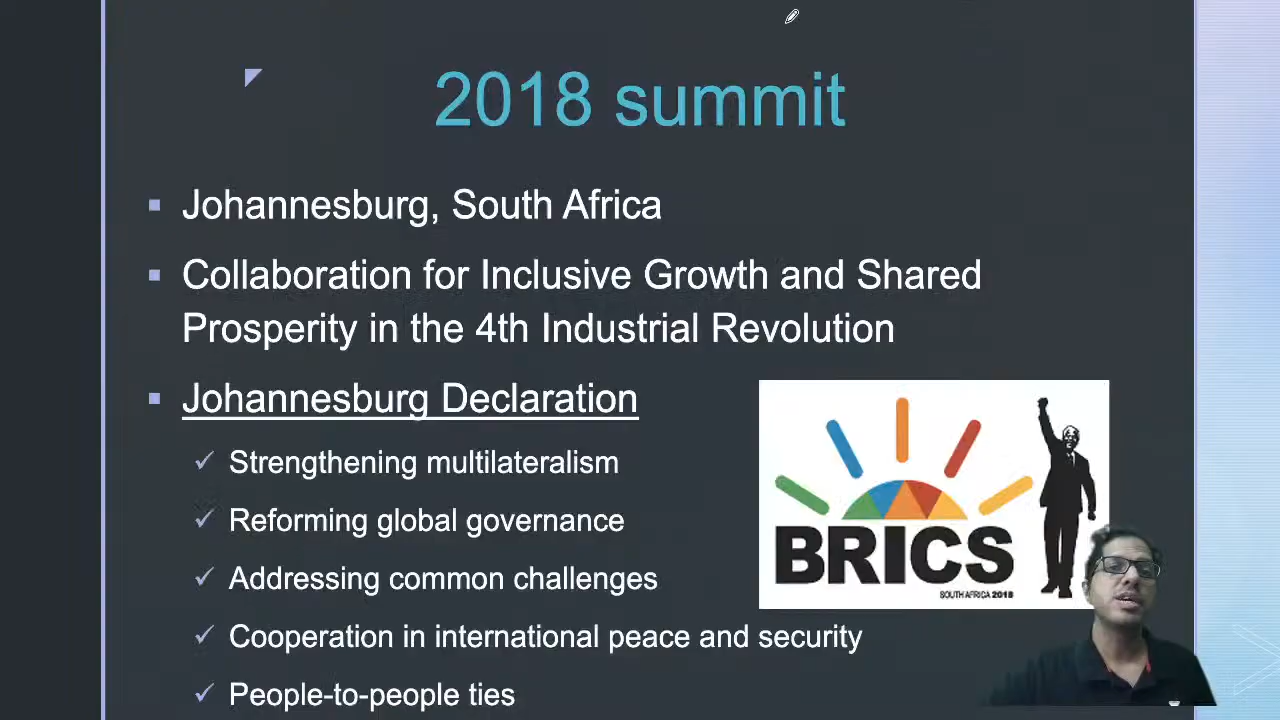 2018 summit
Johannesburg, South Africa
Collaboration for Inclusive Growth and Shared
Prosperity in the 4th Industrial Revolution
Johannesburg Declaration
Strengthening multilateralism
Reforming global governance
Addressing common challenges
Cooperation in international peace and security
People-to-people ties
BRICS
SOUTH AFRICA 2018